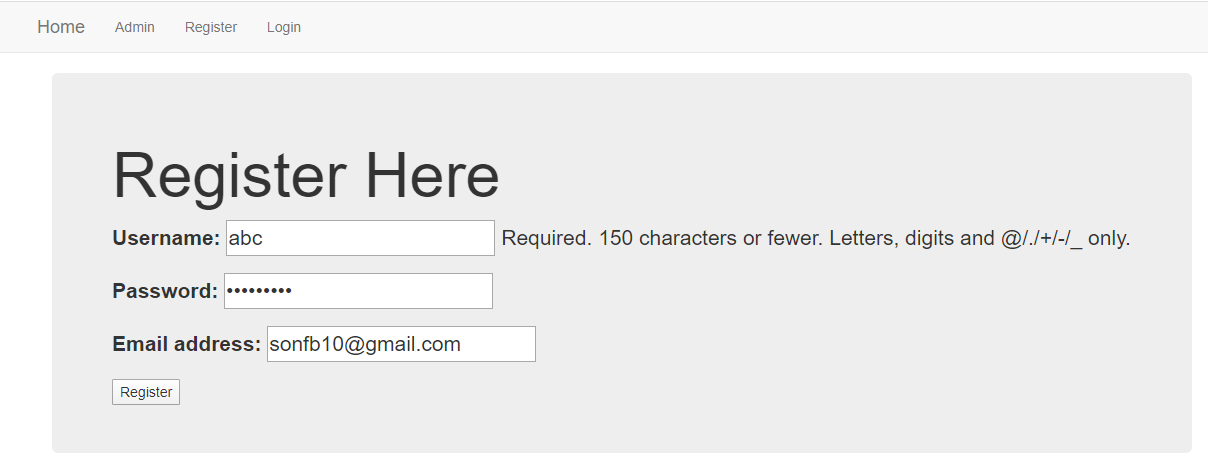 Home Admin Register Login
Register Here
Username: abc Required. 150 characters or fewer. Letters, digits and @/./+/-/_ only.
Password: •••••••••
Email address: sonfb10@gmail.com
Register